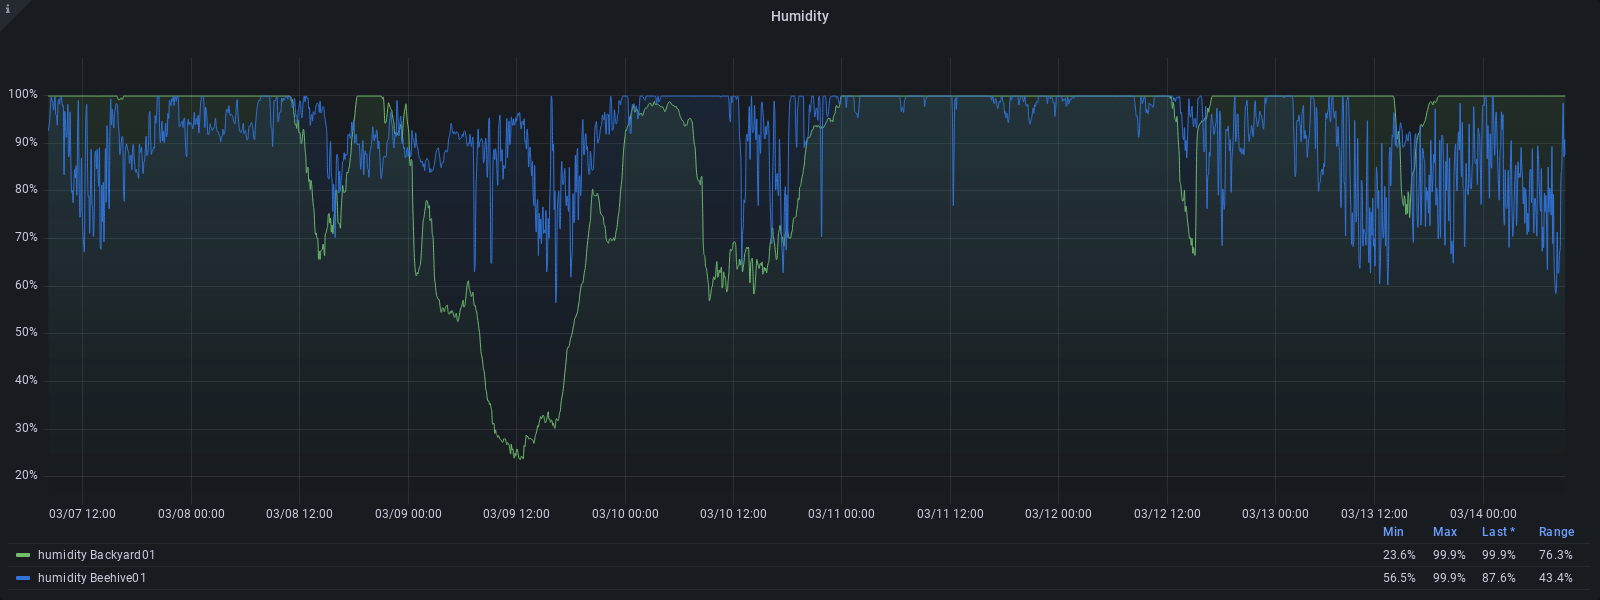 i
Humidity
100%
90%
80%
70%
60%
50%
40%
30%
20%
03/07 12:00 03/08 00:00 03/08 12:00 03/09 00:00 03/09 12:00 03/10 00:00 03/10 12:00 03/11 00:00 03/11 12:00 03/12 00:00 03/12 12:00 03/13 00:00 03/13 12:00 03/14 00:00
Min Max Last * Range
humidity Backyard01 23.6% 99.9% 99.9% 76.3%
humidity Beehive01 56.5% 99.9% 87.6% 43.4%